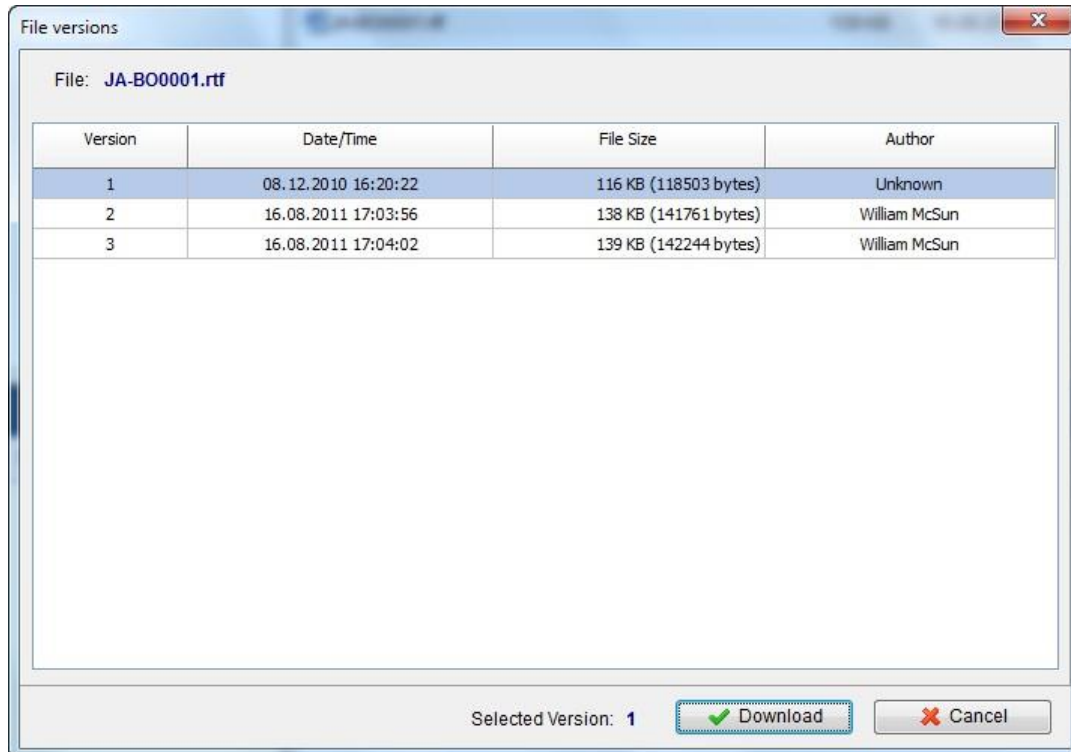 File versions
File: JA-BO0001.rtf
Version Date/Time File Size Author
1 08.12.2010 16:20:22 116 KB (118503 bytes) Unknown
2 16.08.2011 17:03:56 138 KB (141761 bytes) William McSun
3 16.08.2011 17:04:02 139 KB (142244 bytes) William McSun
Selected Version: 1 Download Cancel